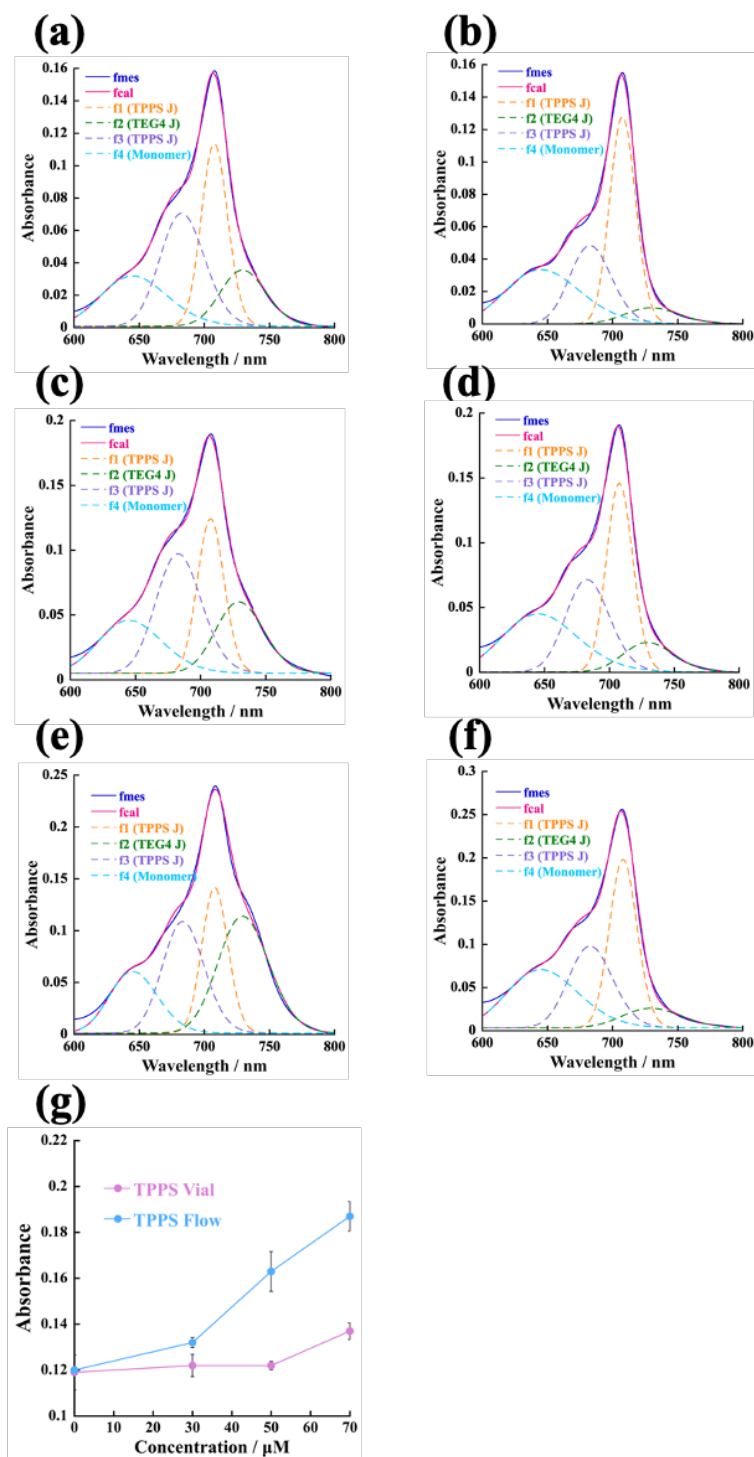 (a)
0.16
0.14
0.12
0.1
0.08
0.06
0.04
0.02
0
Absorbance
fmes
fcal
f1 (TPPS J)
f2 (TEG4 J)
f3 (TPPS J)
f4 (Monomer)
600 650 700 750 800
Wavelength / nm
(b)
0.16
0.14
0.12
0.1
0.08
0.06
0.04
0.02
0
Absorbance
fmes
fcal
f1 (TPPS J)
f2 (TEG4 J)
f3 (TPPS J)
f4 (Monomer)
600 650 700 750 800
Wavelength / nm
(c)
0.2
0.15
0.1
0.05
0
Absorbance
fmes
fcal
f1 (TPPS J)
f2 (TEG4 J)
f3 (TPPS J)
f4 (Monomer)
600 650 700 750 800
Wavelength / nm
(d)
0.2
0.15
0.1
0.05
0
Absorbance
fmes
fcal
f1 (TPPS J)
f2 (TEG4 J)
f3 (TPPS J)
f4 (Monomer)
600 650 700 750 800
Wavelength / nm
(e)
0.25
0.2
0.15
0.1
0.05
0
Absorbance
fmes
fcal
f1 (TPPS J)
f2 (TEG4 J)
f3 (TPPS J)
f4 (Monomer)
600 650 700 750 800
Wavelength / nm
(f)
0.3
0.25
0.2
0.15
0.1
0.05
0
Absorbance
fmes
fcal
f1 (TPPS J)
f2 (TEG4 J)
f3 (TPPS J)
f4 (Monomer)
600 650 700 750 800
Wavelength / nm
(g)
0.22
0.2
0.18
0.16
0.14
0.12
0.1
Absorbance
TPPS Vial
TPPS Flow
0 10 20 30 40 50 60 70
Concentration / μM